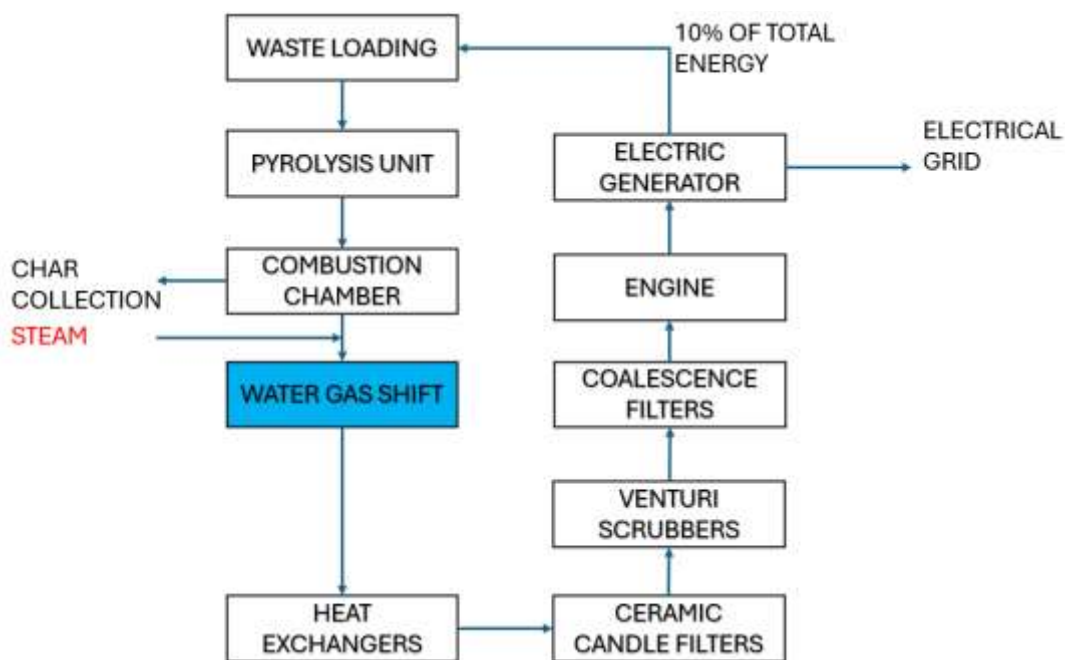 WASTE LOADING
10% OF TOTAL
ENERGY
PYROLYSIS UNIT
ELECTRIC
GENERATOR
ELECTRICAL
GRID
CHAR
COLLECTION
COMBUSTION
CHAMBER
ENGINE
STEAM
WATER GAS SHIFT
COALESCENCE
FILTERS
VENTURI
SCRUBBERS
HEAT
EXCHANGERS
CERAMIC
CANDLE FILTERS